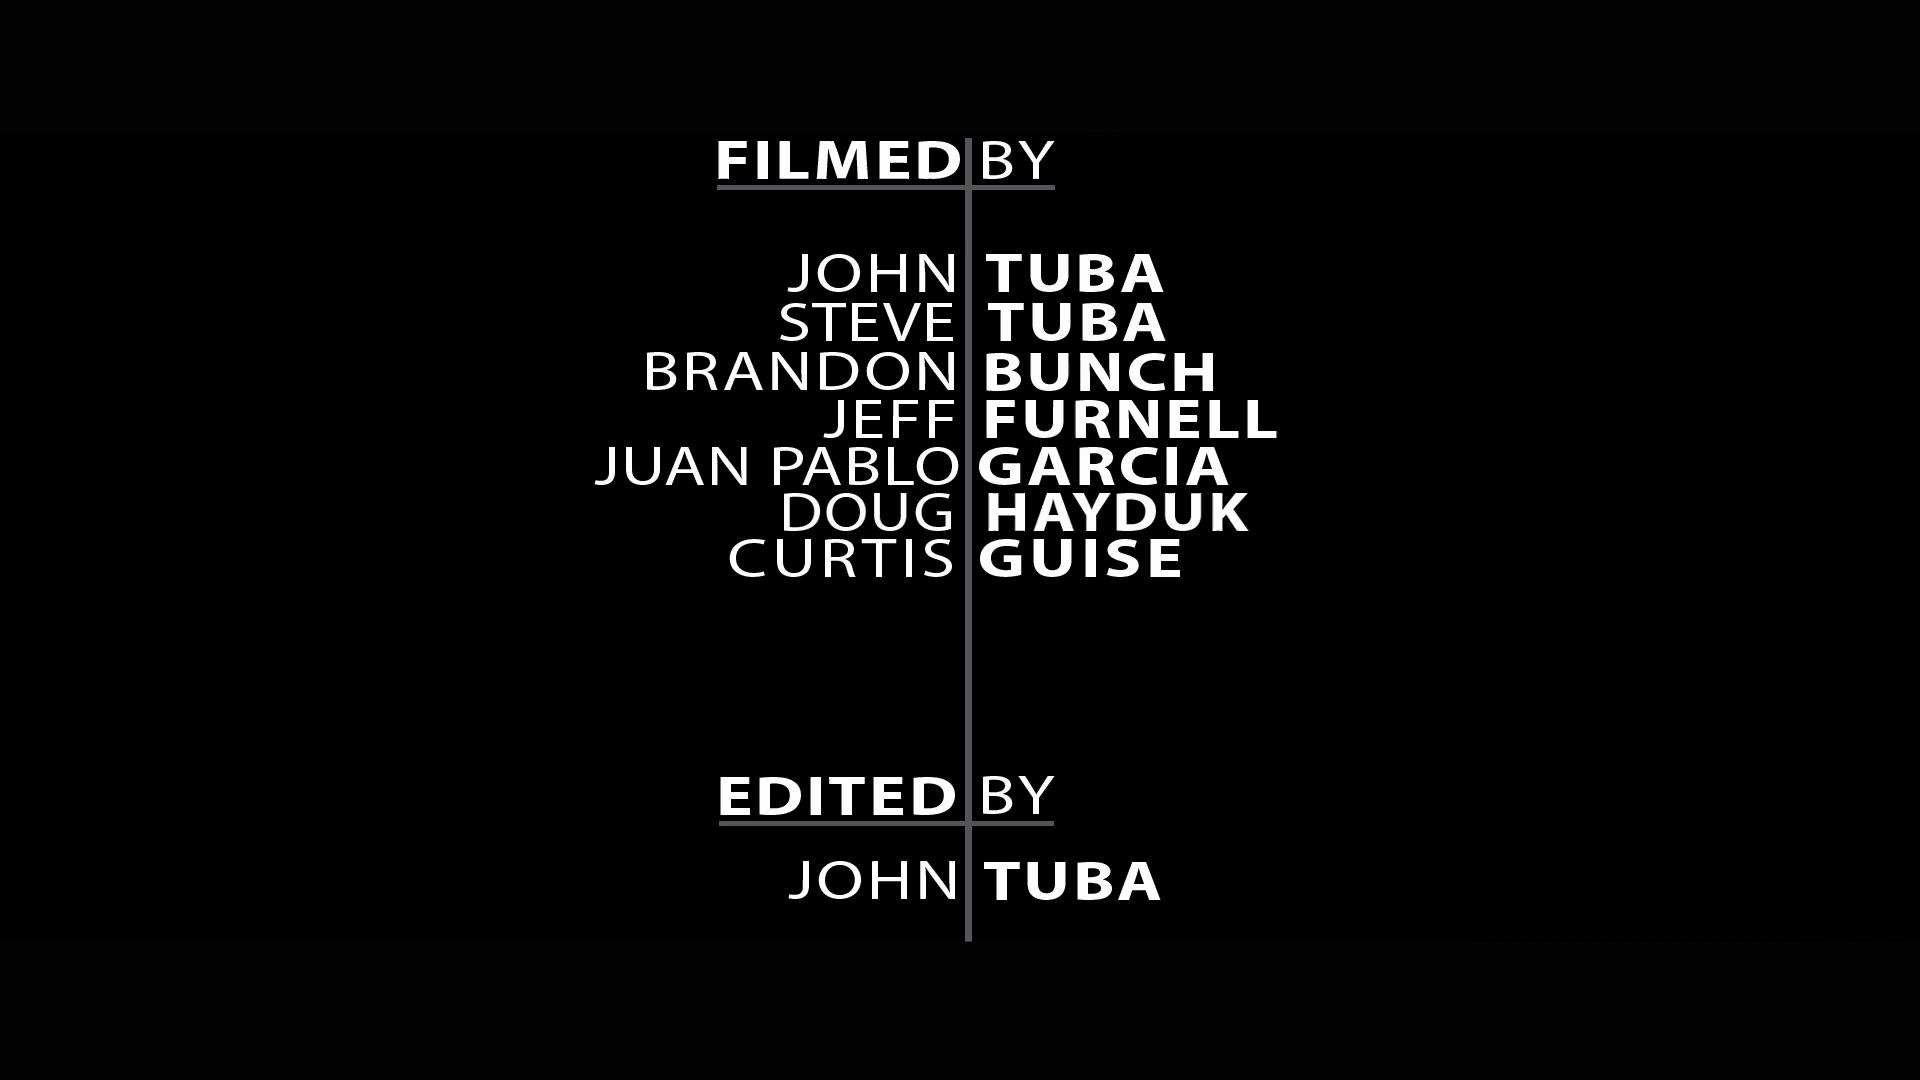 FILMED BY
JOHN TUBA
STEVE TUBA
BRANDON BUNCH
JEFF FURNELL
JUAN PABLO GARCIA
DOUG HAYDUK
CURTIS GUISE
EDITED BY
JOHN TUBA